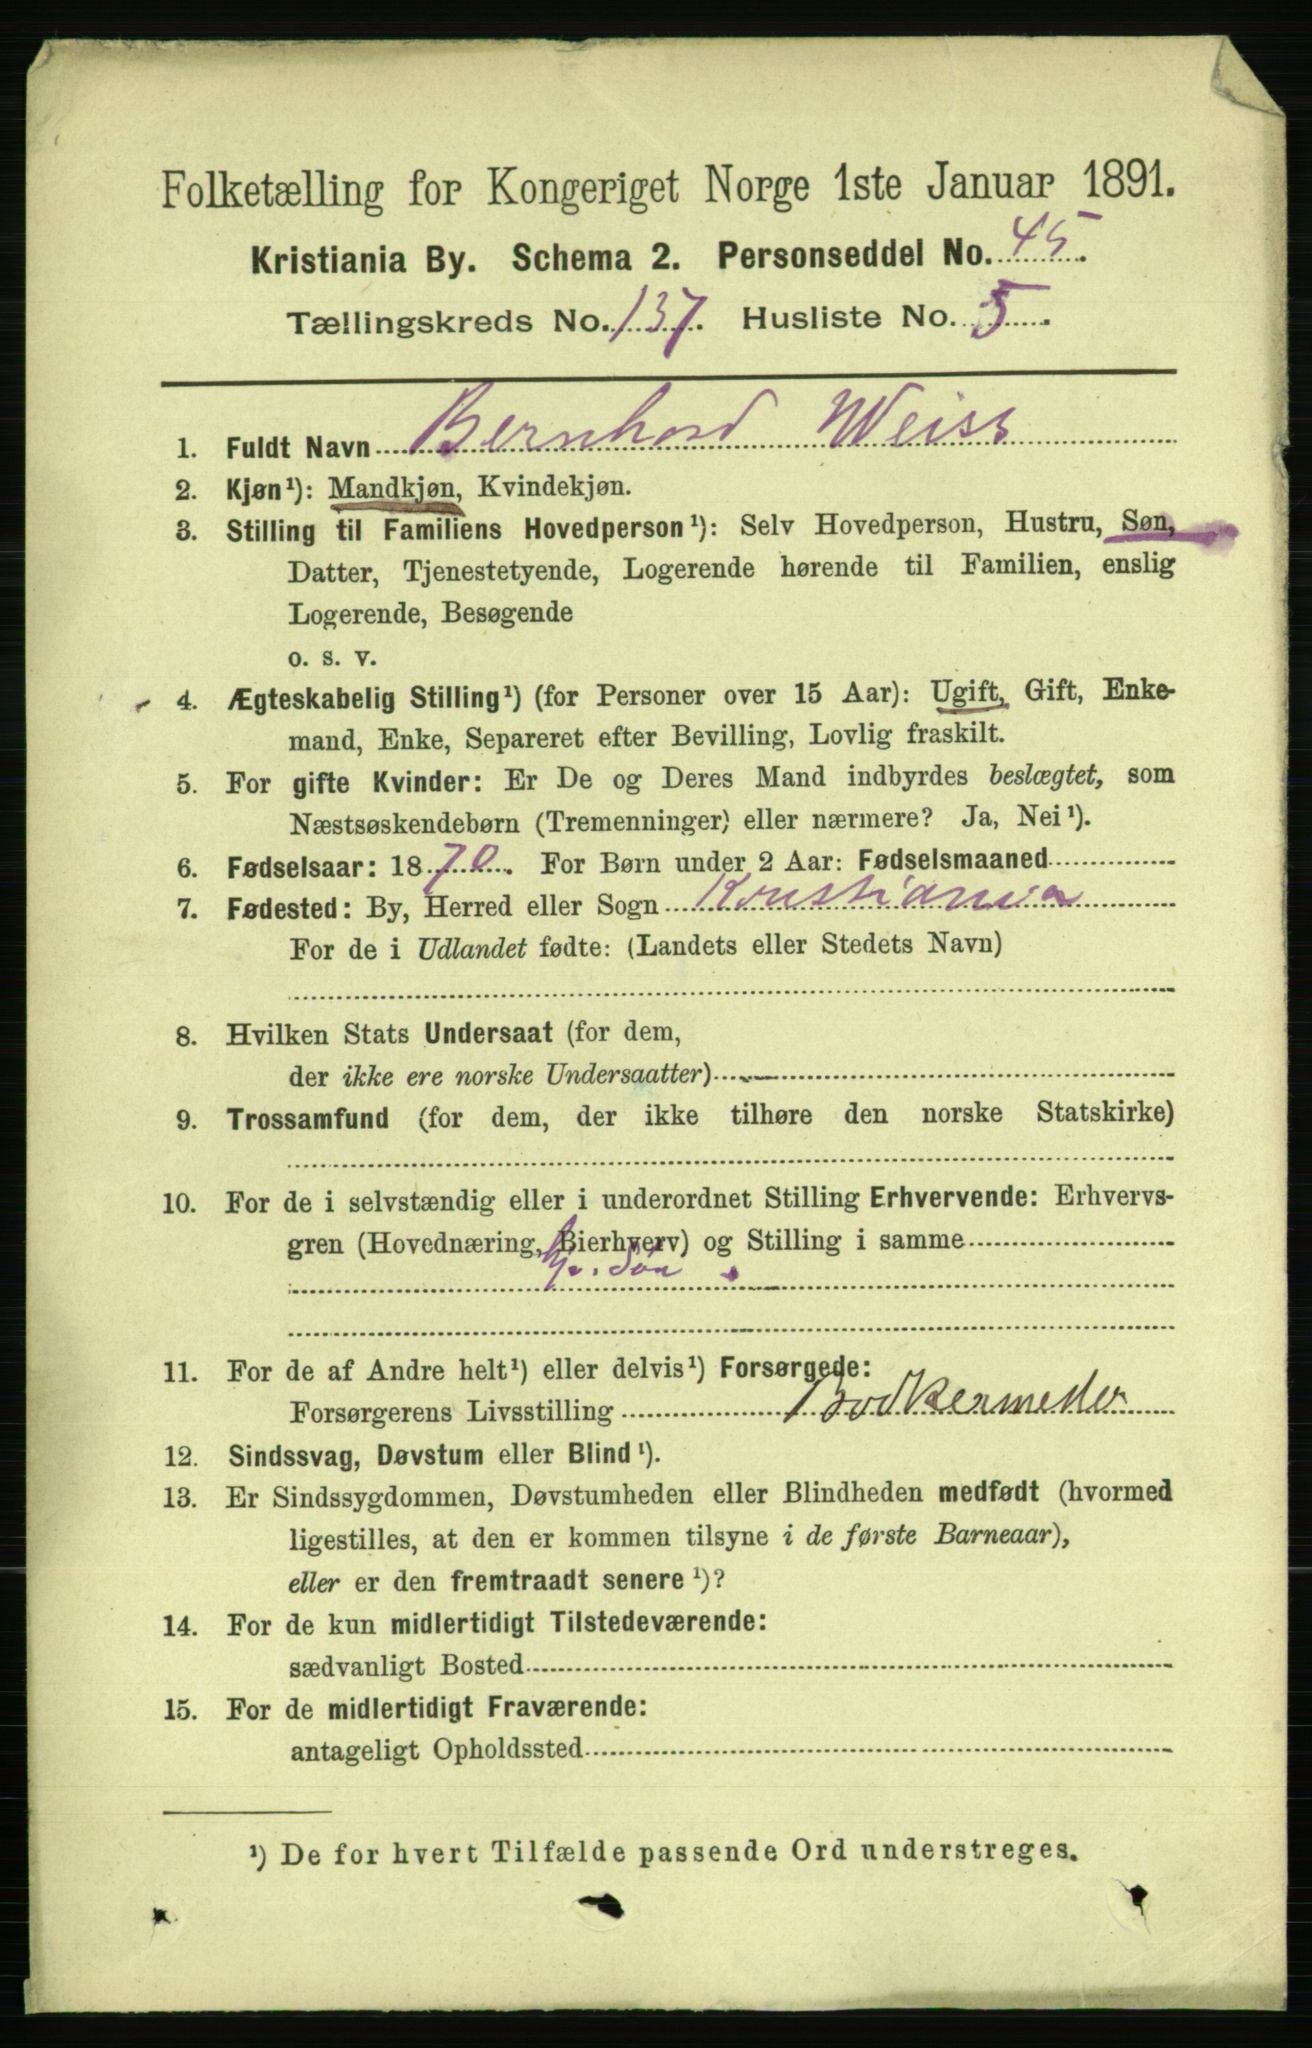 Folketælling for Kongeriget Norge 1ste Januar 1891.
Kristiania By. Schema 2. Personseddel No. 45.
Tællingskreds No. 137. Husliste No. 5.
1. Fuldt Navn Bernhard Weiss
2. Kjøn¹): Mandkjøn, Kvindekjøn.
3. Stilling til Familiens Hovedperson¹): Selv Hovedperson, Hustru, Søn,
Datter, Tjenestetyende, Logerende hørende til Familien, enslig
Logerende, Besøgende
o. s. v.
4. Ægteskabelig Stilling¹) (for Personer over 15 Aar): Ugift, Gift, Enke-
mand, Enke, Separeret efter Bevilling, Lovlig fraskilt.
5. For gifte Kvinder: Er De og Deres Mand indbyrdes beslægtet, som
Næstsøskendebørn (Tremenninger) eller nærmere? Ja, Nei¹).
6. Fødselsaar: 1870. For Børn under 2 Aar: Fødselsmaaned
7. Fødested: By, Herred eller Sogn Kristiania
For de i Udlandet fødte: (Landets eller Stedets Navn)
8. Hvilken Stats Undersaat (for dem,
der ikke ere norske Undersaatter)
9. Trossamfund (for dem, der ikke tilhøre den norske Statskirke)
10. For de i selvstændig eller i underordnet Stilling Erhvervende: Erhvervs-
gren (Hovednæring, Bierhverv) og Stilling i samme
Søn
11. For de af Andre helt¹) eller delvis¹) Forsørgede:
Forsørgerens Livsstilling
12. Sindssvag, Døvstum eller Blind¹).
13. Er Sindssygdommen, Døvstumheden eller Blindheden medfødt (hvormed
ligestilles, at den er kommen tilsyne i de første Barneaar),
eller er den fremtraadt senere¹)?
14. For de kun midlertidigt Tilstedeværende:
sædvanligt Bosted
15. For de midlertidigt Fraværende:
antageligt Opholdssted
¹) De for hvert Tilfælde passende Ord understreges.